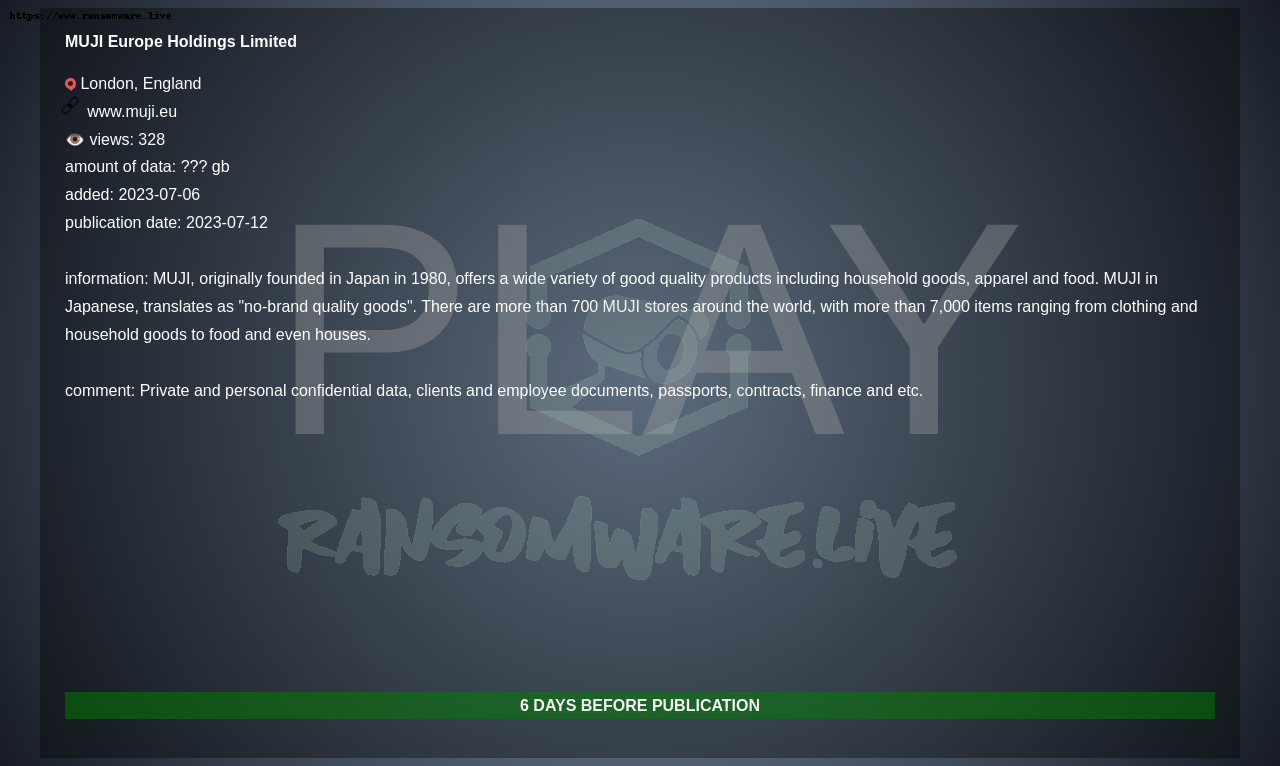 https://www.ransomware.live
MUJI Europe Holdings Limited
London, England
www.muji.eu
views: 328
amount of data: ??? gb
added: 2023-07-06
publication date: 2023-07-12
PLAY
information: MUJI, originally founded in Japan in 1980, offers a wide variety of good quality products including household goods, apparel and food. MUJI in
Japanese, translates as "no-brand quality goods". There are more than 700 MUJI stores around the world, with more than 7,000 items ranging from clothing and
household goods to food and even houses.
comment: Private and personal confidential data, clients and employee documents, passports, contracts, finance and etc.
RANSOMWARE.LIVE
6 DAYS BEFORE PUBLICATION